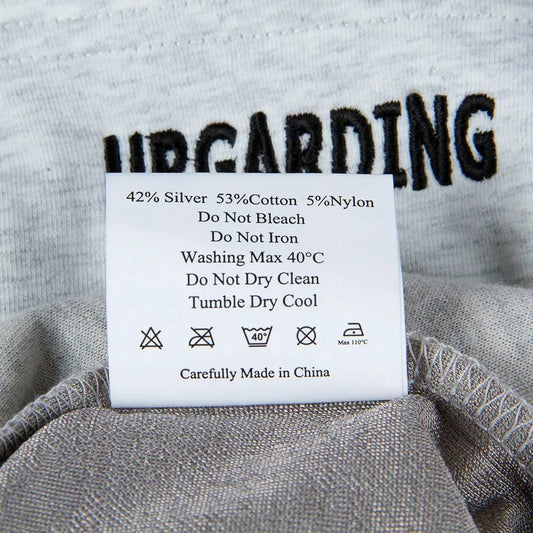 UPGARDING
42% Silver 53%Cotton 5%Nylon
Do Not Bleach
Do Not Iron
Washing Max 40°C
Do Not Dry Clean
Tumble Dry Cool
40°
Max 110°C
Carefully Made in China